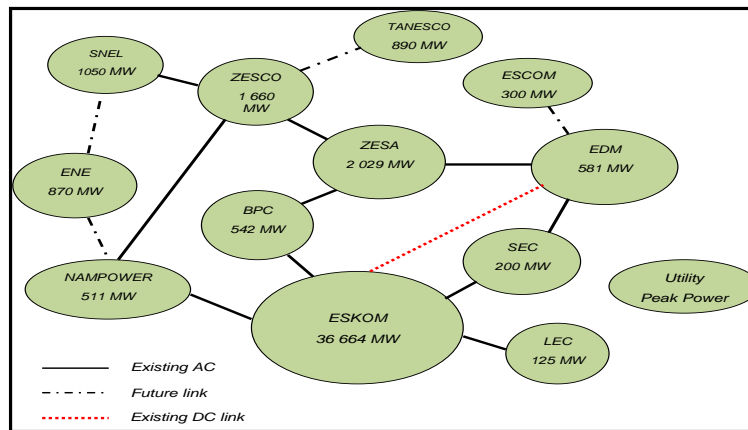 TANESCO
890 MW
SNEL
1050 MW
ZESCO
1 660
MW
ESCOM
300 MW
ZESA
2 029 MW
EDM
581 MW
ENE
870 MW
BPC
542 MW
SEC
200 MW
NAMPOWER
511 MW
Utility
Peak Power
ESKOM
36 664 MW
LEC
125 MW
Existing AC
Future link
Existing DC link